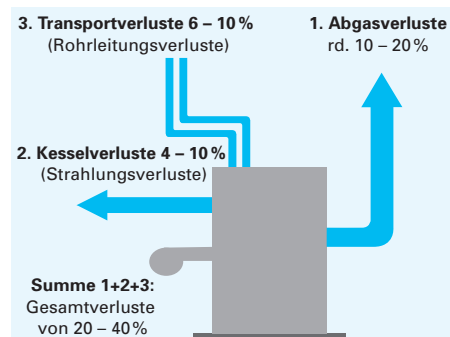 3. Transportverluste 6 – 10 %
(Rohrleitungsverluste)
1. Abgasverluste
rd. 10 – 20 %
2. Kesselverluste 4 – 10 %
(Strahlungsverluste)
Summe 1+2+3:
Gesamtverluste
von 20 – 40 %